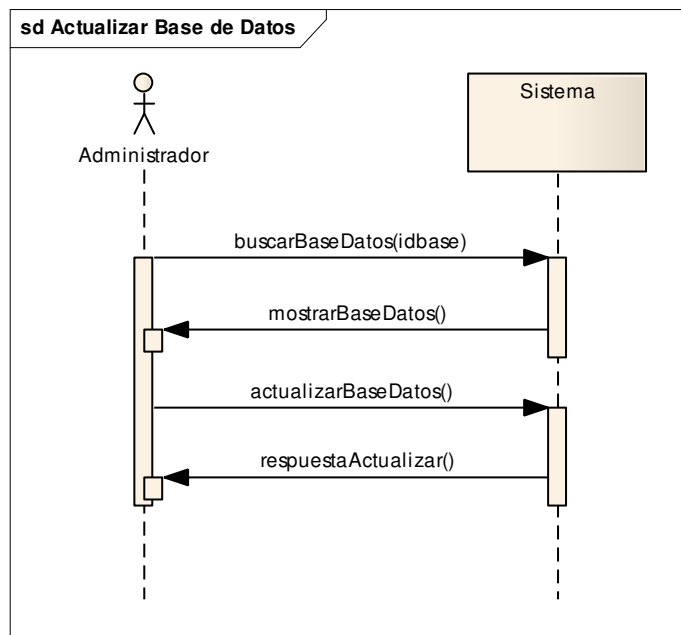 sd Actualizar Base de Datos
Sistema
Administrador
buscarBaseDatos(idbase)
mostrarBaseDatos()
actualizarBaseDatos()
respuestaActualizar()